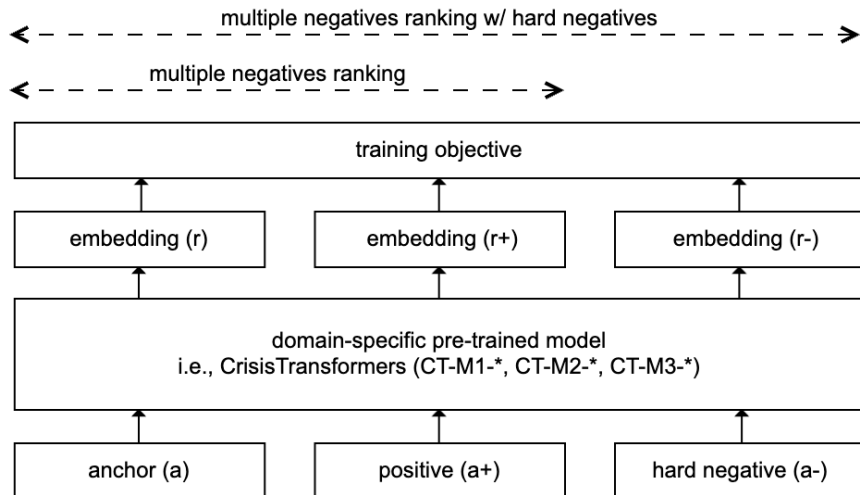 multiple negatives ranking w/ hard negatives
multiple negatives ranking
training objective
embedding (r)
embedding (r+)
embedding (r-)
domain-specific pre-trained model
i.e., CrisisTransformers (CT-M1-*, CT-M2-*, CT-M3-*)
anchor (a)
positive (a+)
hard negative (a-)